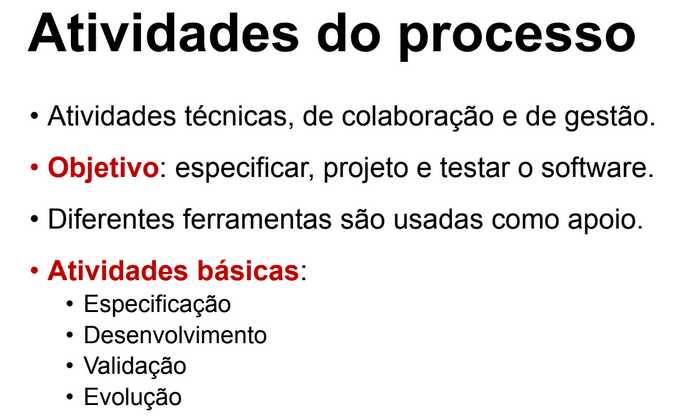 Atividades do processo
• Atividades técnicas, de colaboração e de gestão.
• Objetivo: especificar, projeto e testar o software.
• Diferentes ferramentas são usadas como apoio.
• Atividades básicas:
• Especificação
• Desenvolvimento
• Validação
• Evolução